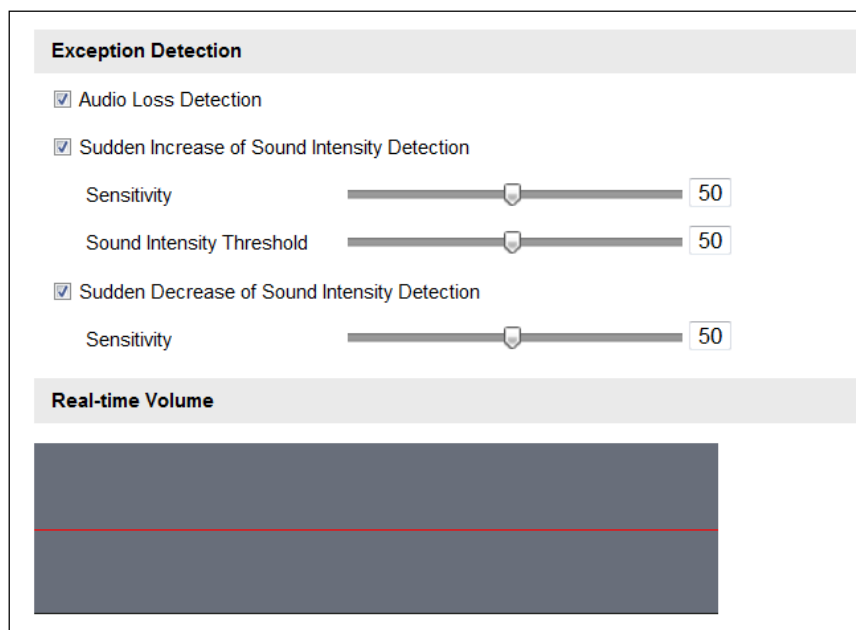 Exception Detection
Audio Loss Detection
Sudden Increase of Sound Intensity Detection
Sensitivity 50
Sound Intensity Threshold 50
Sudden Decrease of Sound Intensity Detection
Sensitivity 50
Real-time Volume